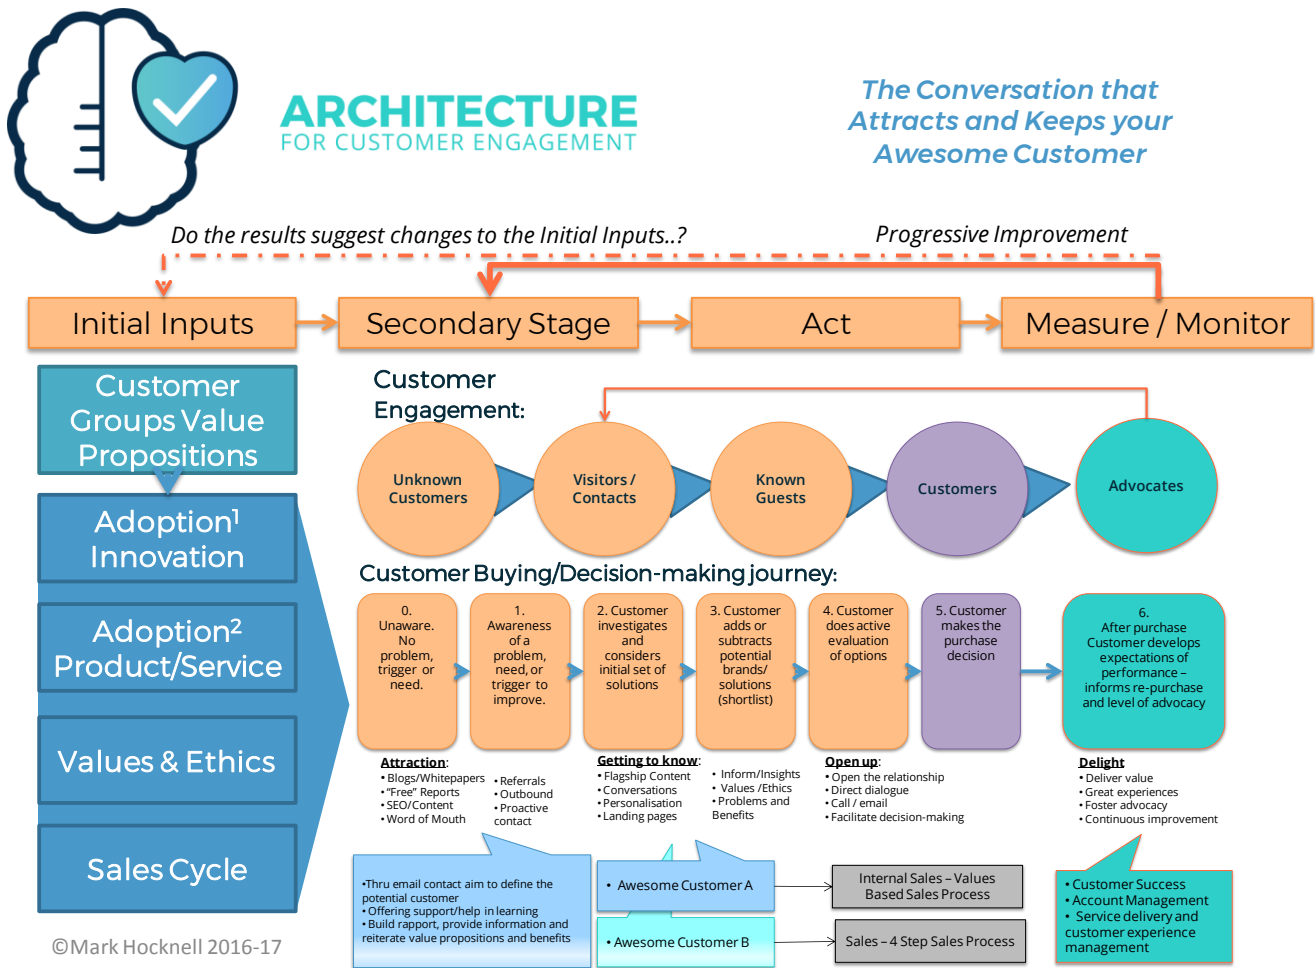 ARCHITECTURE
FOR CUSTOMER ENGAGEMENT
The Conversation that
Attracts and Keeps your
Awesome Customer
Do the results suggest changes to the Initial Inputs..?
Progressive Improvement
Initial Inputs
Secondary Stage
Act
Measure / Monitor
Customer
Groups Value
Propositions
Adoption¹
Innovation
Adoption²
Product/Service
Values & Ethics
Sales Cycle
©Mark Hocknell 2016-17
Customer
Engagement:
Unknown
Customers
Visitors /
Contacts
Known
Guests
Customers
Advocates
Customer Buying/Decision-making journey:
0.
Unaware.
No
problem,
trigger or
need.
1.
Awareness
of a
problem,
need, or
trigger to
improve.
2. Customer
investigates
and
considers
initial set of
solutions
3. Customer
adds or
subtracts
potential
brands/
solutions
(shortlist)
4. Customer
does active
evaluation
of options
5. Customer
makes the
purchase
decision
6.
After purchase
Customer develops
expectations of
performance –
informs re-purchase
and level of advocacy
Attraction:
• Blogs/Whitepapers
• “Free” Reports
• SEO/Content
• Word of Mouth
• Referrals
• Outbound
• Proactive
contact
Getting to know:
• Flagship Content
• Conversations
• Personalisation
• Landing pages
• Inform/Insights
• Values /Ethics
• Problems and
Benefits
Open up:
• Open the relationship
• Direct dialogue
• Call / email
• Facilitate decision-making
Delight
• Deliver value
• Great experiences
• Foster advocacy
• Continuous improvement
•Thru email contact aim to define the
potential customer
• Offering support/help in learning
• Build rapport, provide information and
reiterate value propositions and benefits
• Awesome Customer A
• Awesome Customer B
Internal Sales – Values
Based Sales Process
Sales – 4 Step Sales Process
• Customer Success
• Account Management
• Service delivery and
customer experience
management